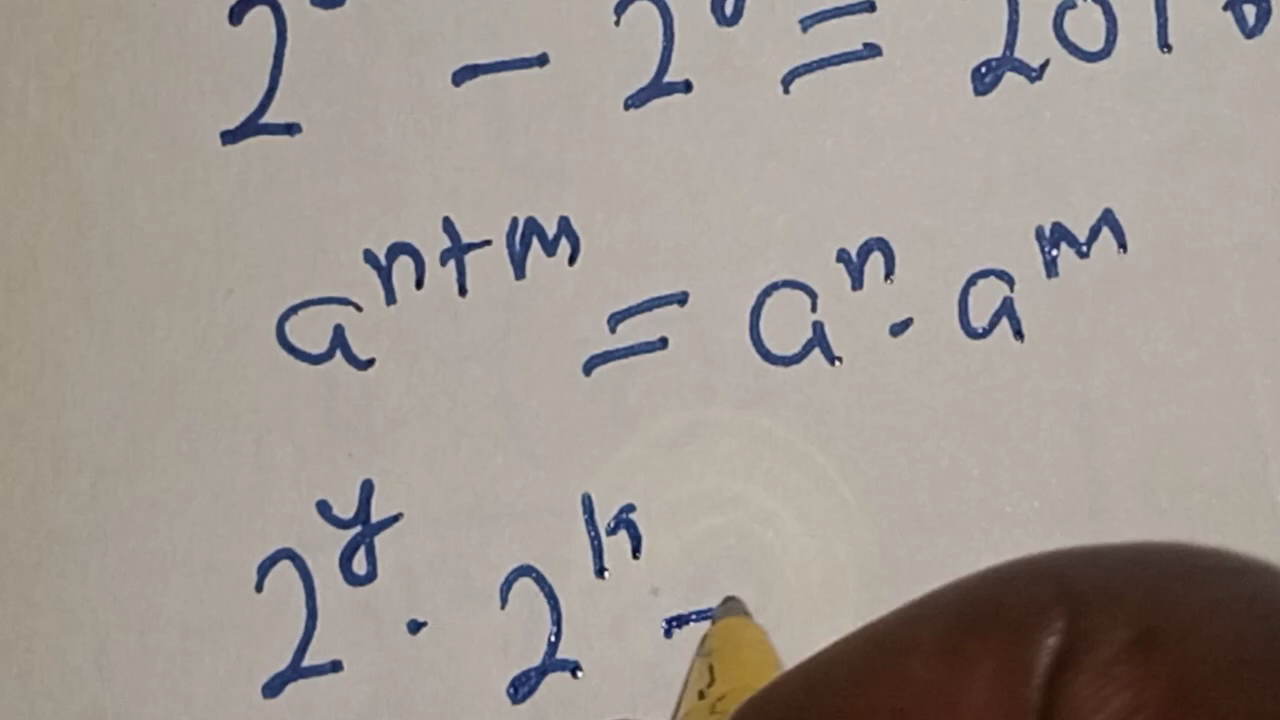 2 - 2 = 201
a^{n+m} = a^n · a^m
2^y · 2^k -